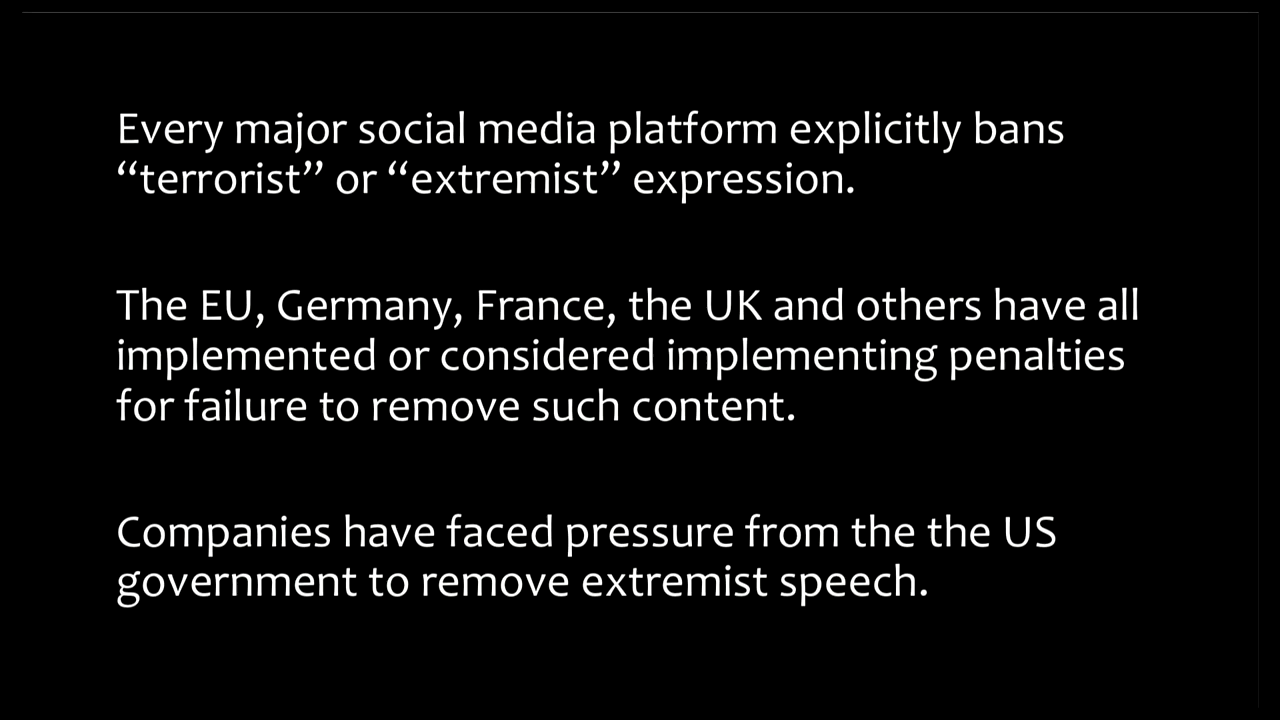 Every major social media platform explicitly bans
“terrorist” or “extremist” expression.
The EU, Germany, France, the UK and others have all
implemented or considered implementing penalties
for failure to remove such content.
Companies have faced pressure from the the US
government to remove extremist speech.